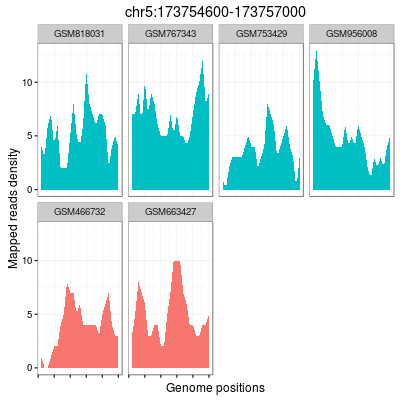 chr5:173754600-173757000
GSM818031 GSM767343 GSM753429 GSM956008
10
5
0
GSM466732 GSM663427
10
5
0
Mapped reads density
Genome positions